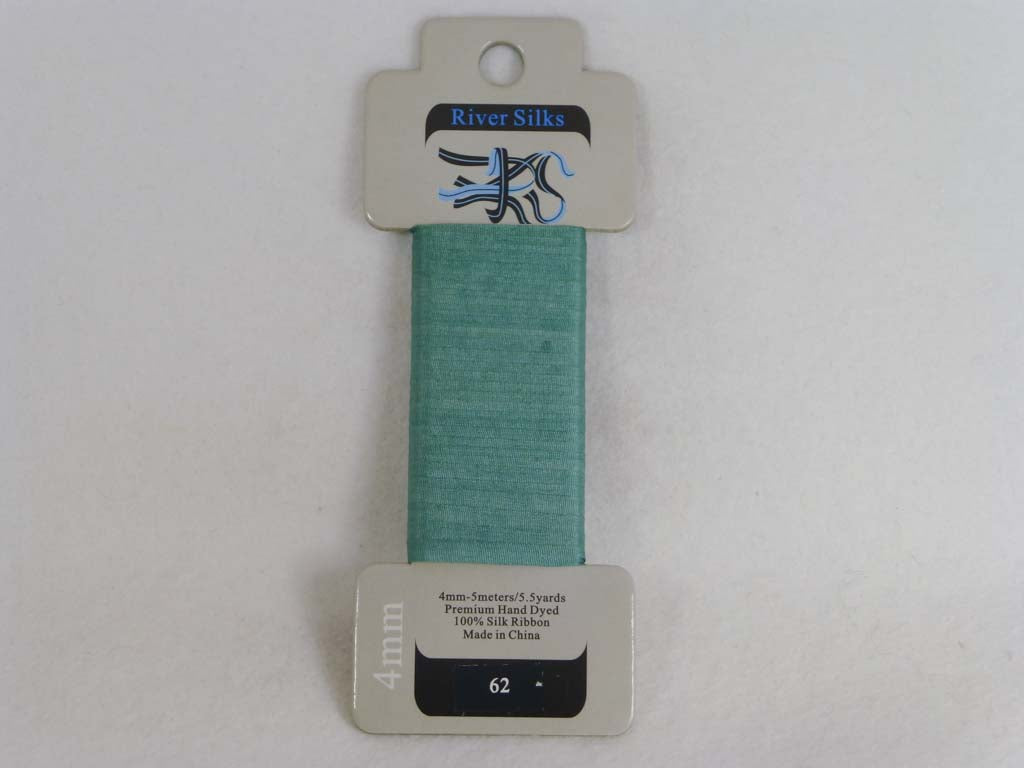 River Silks
4mm-5meters/5.5yards
Premium Hand Dyed
100% Silk Ribbon
Made in China
4mm
62